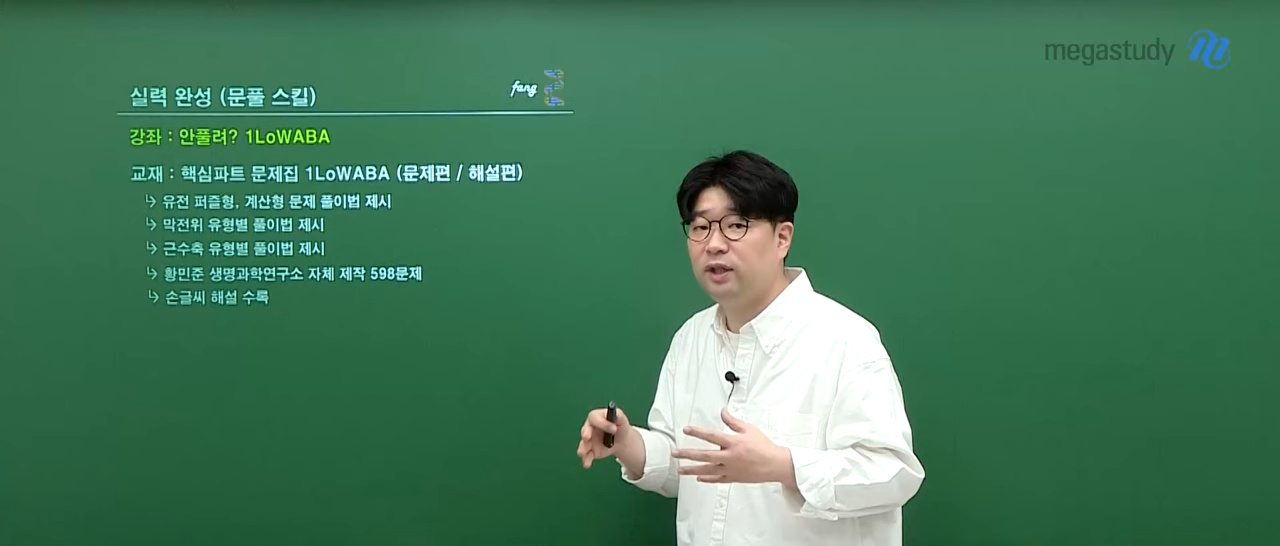 megastudy
실력 완성 (문풀 스킬)
fang
강좌 : 안풀려? 1LoWABA
교재 : 핵심파트 문제집 1LoWABA (문제편 / 해설편)
↳ 유전 퍼즐형, 계산형 문제 풀이법 제시
↳ 막전위 유형별 풀이법 제시
↳ 근수축 유형별 풀이법 제시
↳ 황민준 생명과학연구소 자체 제작 598문제
↳ 손글씨 해설 수록